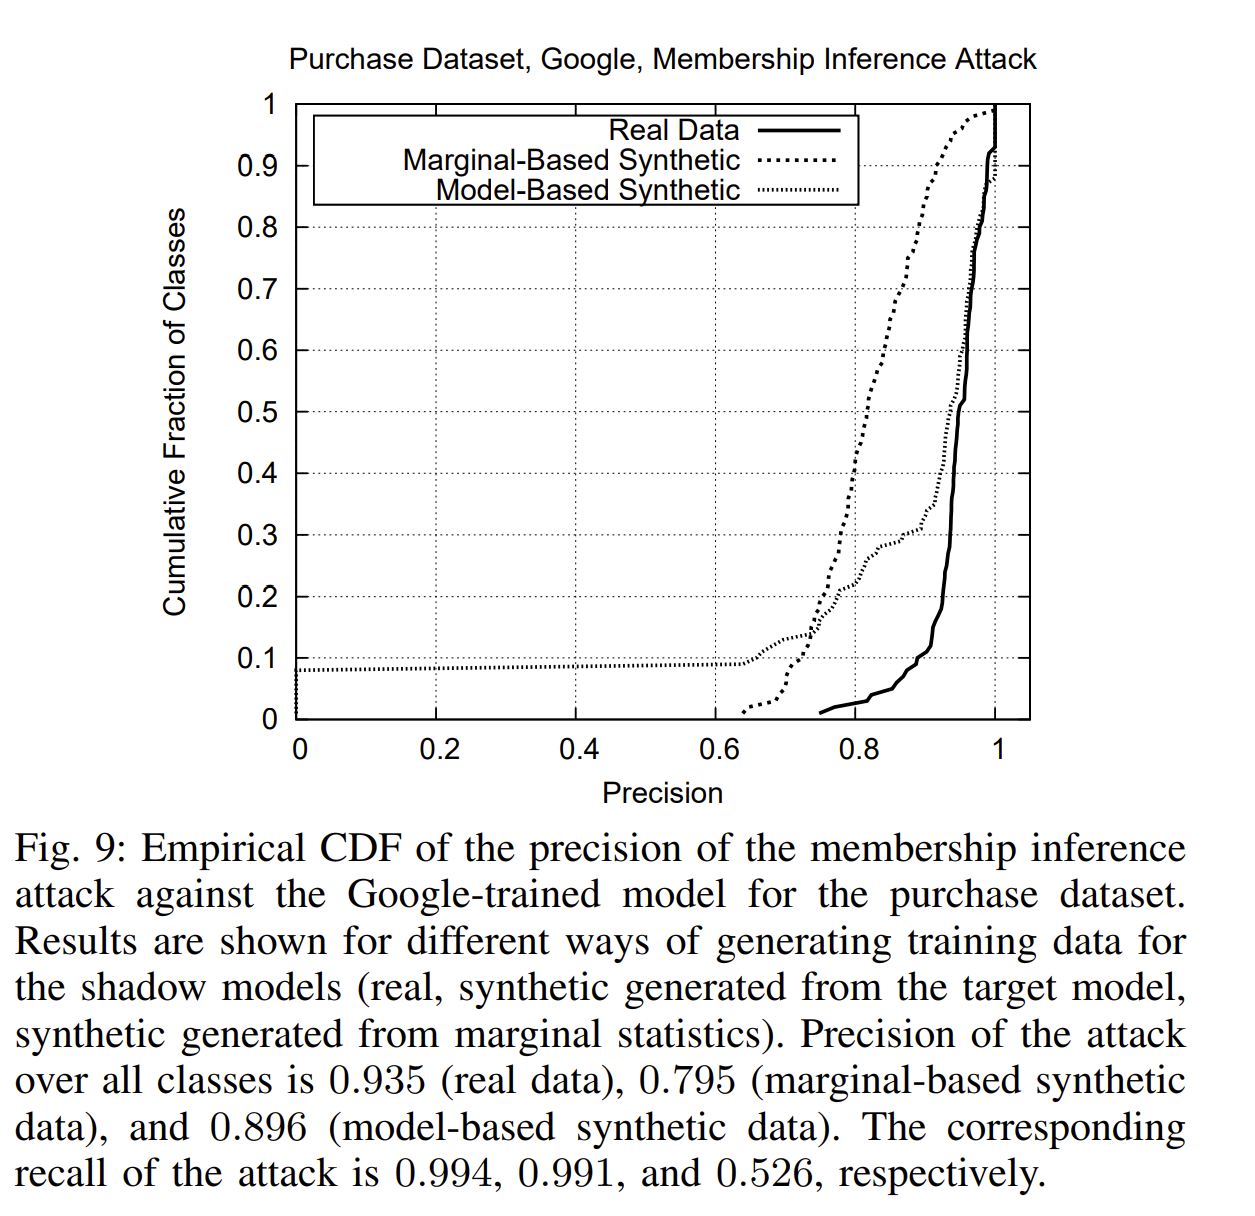 Purchase Dataset, Google, Membership Inference Attack
Real Data
Marginal-Based Synthetic
Model-Based Synthetic
1
0.9
0.8
0.7
0.6
0.5
0.4
0.3
0.2
0.1
0
Cumulative Fraction of Classes
0 0.2 0.4 0.6 0.8 1
Precision
Fig. 9: Empirical CDF of the precision of the membership inference
attack against the Google-trained model for the purchase dataset.
Results are shown for different ways of generating training data for
the shadow models (real, synthetic generated from the target model,
synthetic generated from marginal statistics). Precision of the attack
over all classes is 0.935 (real data), 0.795 (marginal-based synthetic
data), and 0.896 (model-based synthetic data). The corresponding
recall of the attack is 0.994, 0.991, and 0.526, respectively.